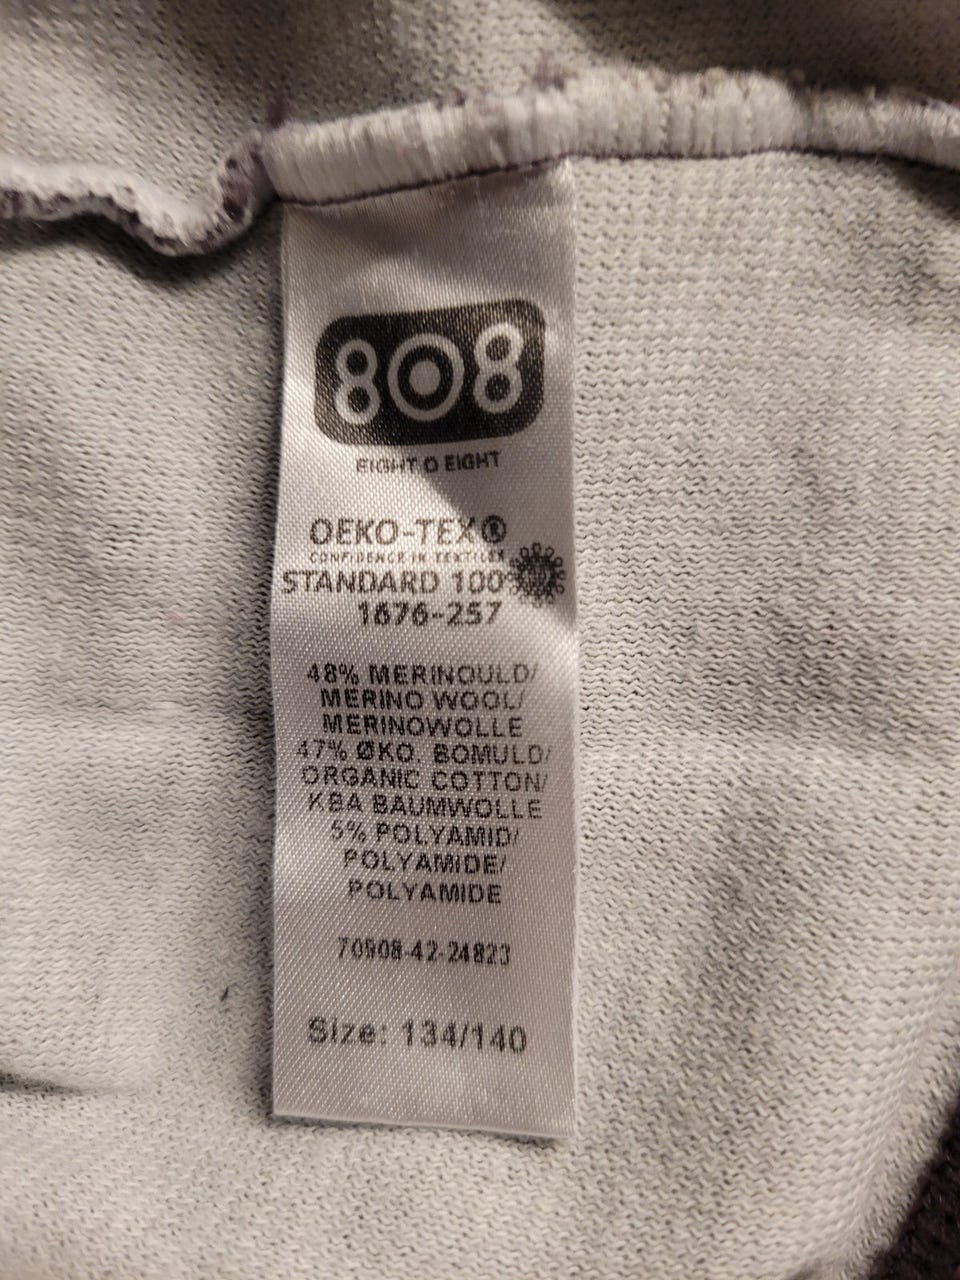 808
EIGHT O EIGHT
OEKO-TEX®
CONFIDENCE IN TEXTILES
STANDARD 100
1676-257
48% MERINOULD/
MERINO WOOL/
MERINOWOLLE
47% ØKO. BOMULD/
ORGANIC COTTON/
KBA BAUMWOLLE
5% POLYAMID/
POLYAMIDE/
POLYAMIDE
70908-42-24823
Size: 134/140